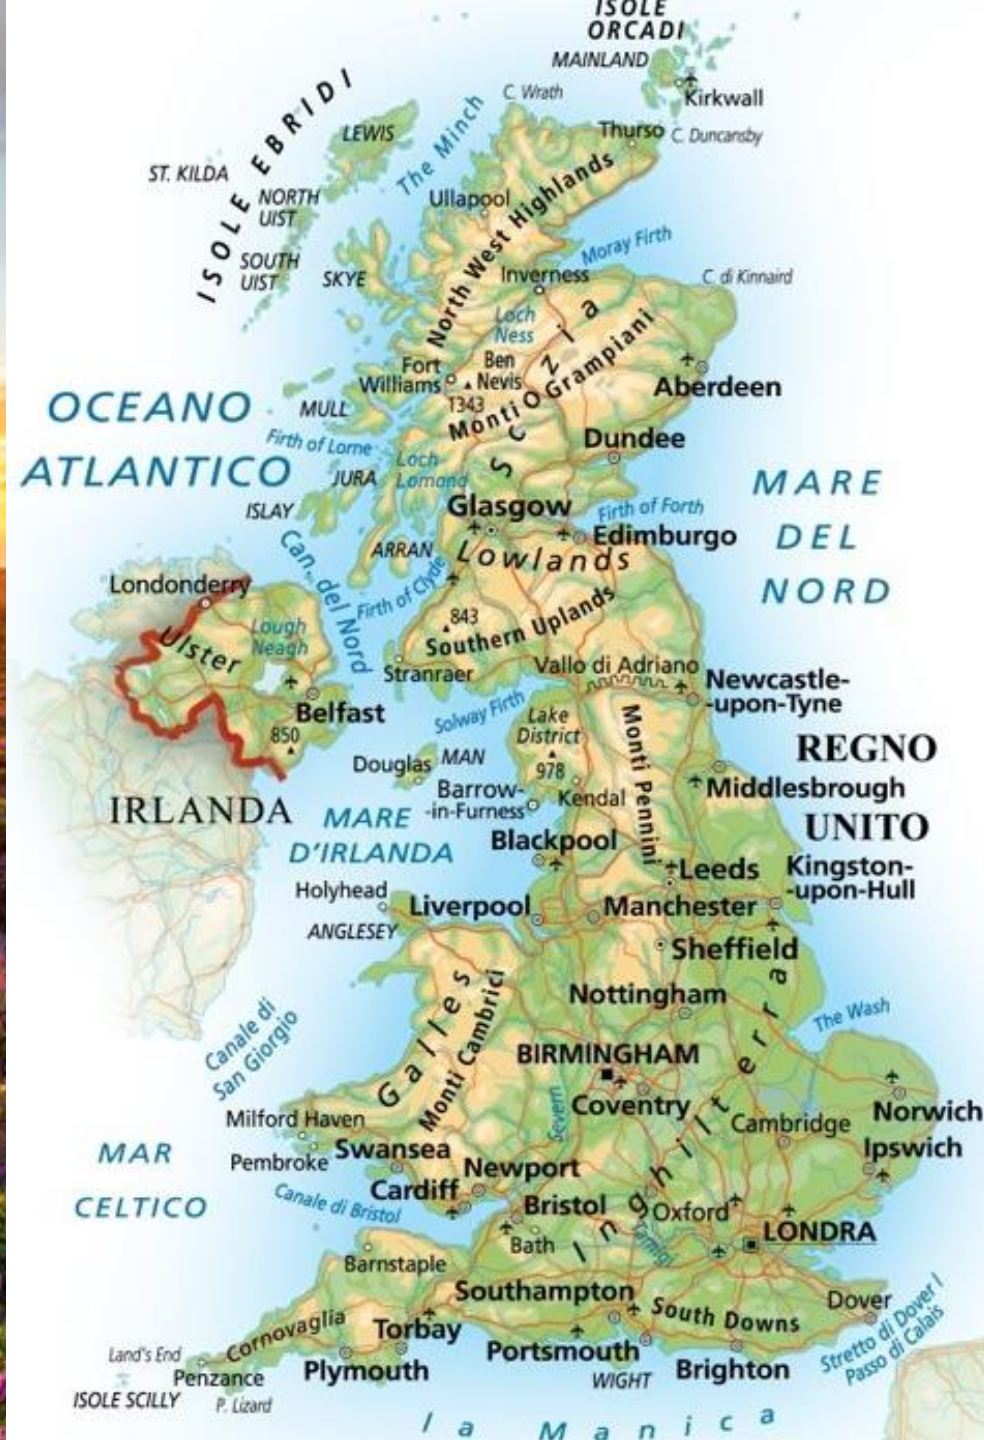 ISOLE
ORCADI
MAINLAND
Kirkwall
C. Wrath
Thurso
C. Duncansby
ISOLE EBRIDI
LEWIS
The Minch
ST. KILDA
NORTH
UIST
Ullapool
North West Highlands
SOUTH
UIST
SKYE
Moray Firth
Inverness
C. di Kinnaird
Loch
Ness
Scozia
Fort
Williams
Ben
Nevis
1343
Monti Grampiani
Aberdeen
OCEANO
ATLANTICO
MULL
Firth of Lorne
Dundee
JURA
Loch
Lomond
ISLAY
Glasgow
Firth of Forth
Edimburgo
MARE
DEL
NORD
ARRAN
Lowlands
Can. del Nord
Firth of Clyde
Londonderry
Ulster
Lough
Neagh
843
Southern Uplands
Stranraer
Vallo di Adriano
Newcastle-
-upon-Tyne
Belfast
850
Solway Firth
Lake
District
978
Monti Pennini
REGNO
UNITO
Douglas
MAN
Barrow-
-in-Furness
Kendal
Middlesbrough
IRLANDA
MARE
D'IRLANDA
Blackpool
Leeds
Kingston-
-upon-Hull
Holyhead
Liverpool
Manchester
ANGLESEY
Sheffield
Galles
Monti Cambrici
Nottingham
The Wash
Canale di
San Giorgio
BIRMINGHAM
Inghilterra
Severn
Coventry
Norwich
Milford Haven
Cambridge
MAR
CELTICO
Pembroke
Swansea
Newport
Ipswich
Cardiff
Canale di Bristol
Bristol
Oxford
Bath
Tamigi
LONDRA
Barnstaple
Southampton
South Downs
Dover
Stretto di Dover /
Passo di Calais
Cornovaglia
Torbay
Land's End
Penzance
Plymouth
Portsmouth
Brighton
ISOLE SCILLY
P. Lizard
WIGHT
la Manica